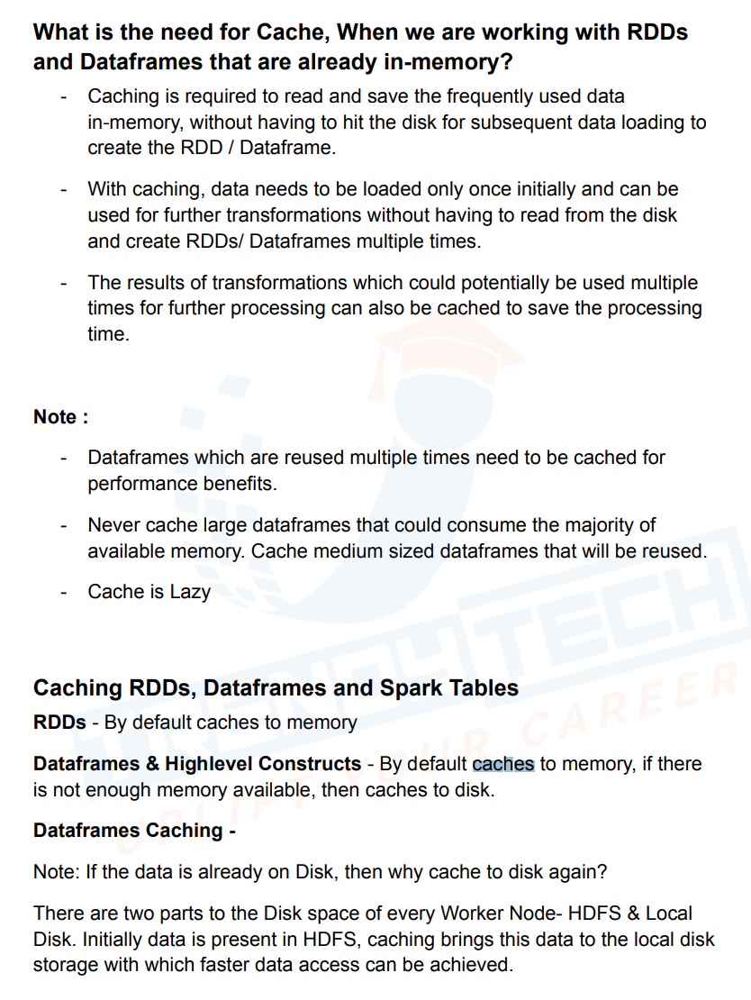 What is the need for Cache, When we are working with RDDs
and Dataframes that are already in-memory?
- Caching is required to read and save the frequently used data
in-memory, without having to hit the disk for subsequent data loading to
create the RDD / Dataframe.
- With caching, data needs to be loaded only once initially and can be
used for further transformations without having to read from the disk
and create RDDs/ Dataframes multiple times.
- The results of transformations which could potentially be used multiple
times for further processing can also be cached to save the processing
time.
Note :
- Dataframes which are reused multiple times need to be cached for
performance benefits.
- Never cache large dataframes that could consume the majority of
available memory. Cache medium sized dataframes that will be reused.
- Cache is Lazy
Caching RDDs, Dataframes and Spark Tables
RDDs - By default caches to memory
Dataframes & Highlevel Constructs - By default caches to memory, if there
is not enough memory available, then caches to disk.
Dataframes Caching -
Note: If the data is already on Disk, then why cache to disk again?
There are two parts to the Disk space of every Worker Node- HDFS & Local
Disk. Initially data is present in HDFS, caching brings this data to the local disk
storage with which faster data access can be achieved.
TRENDYTECH
UPLIFT YOUR CAREER